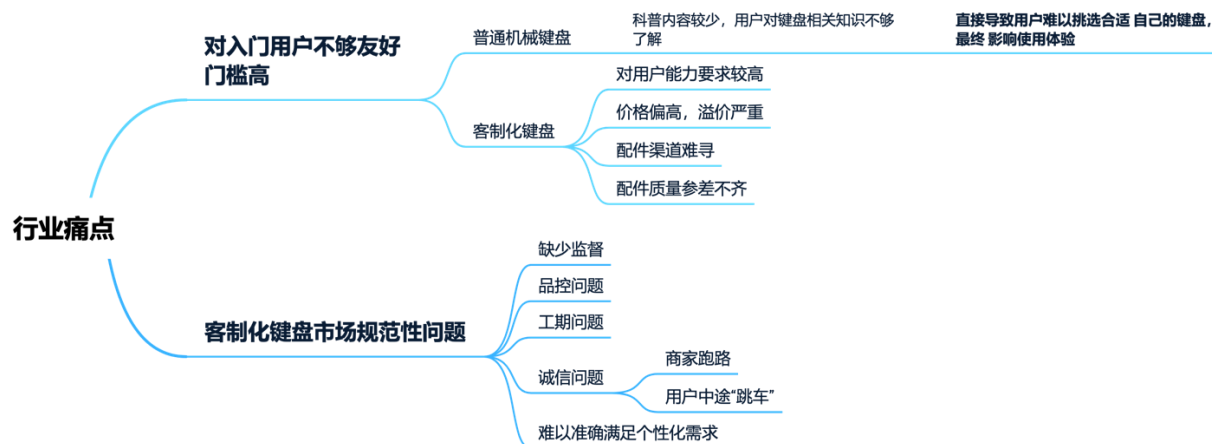 行业痛点
对入门用户不够友好
门槛高
普通机械键盘
科普内容较少，用户对键盘相关知识不够
了解
直接导致用户难以挑选合适 自己的键盘，
最终 影响使用体验
客制化键盘
对用户能力要求较高
价格偏高，溢价严重
配件渠道难寻
配件质量参差不齐
客制化键盘市场规范性问题
缺少监督
品控问题
工期问题
诚信问题
商家跑路
用户中途“跳车”
难以准确满足个性化需求